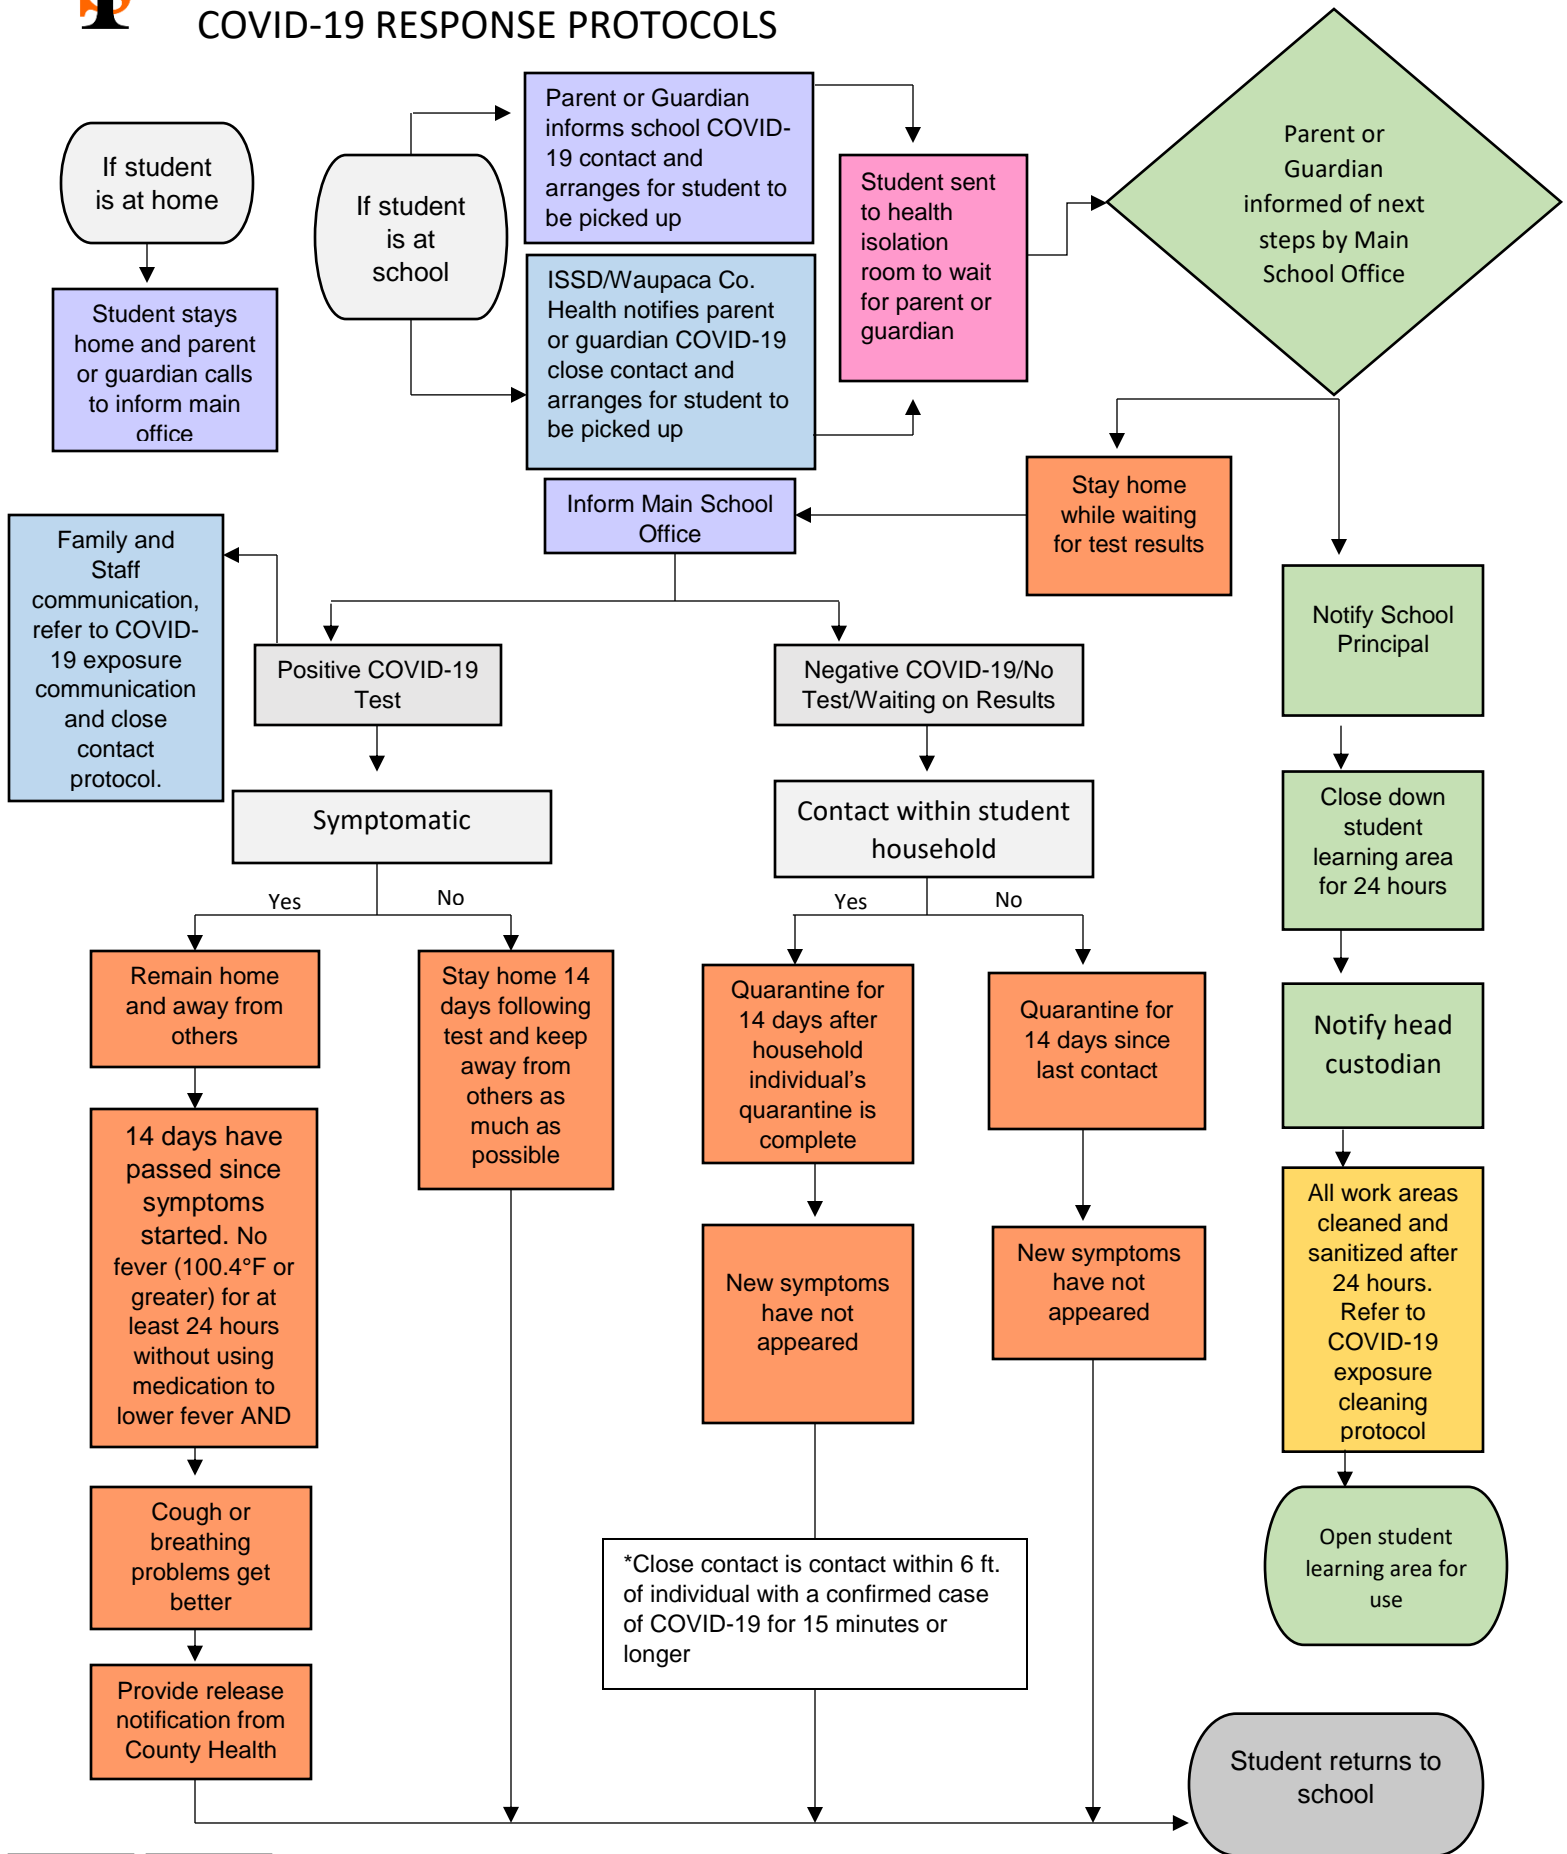 COVID-19 RESPONSE PROTOCOLS
If student
is at home
Student stays
home and parent
or guardian calls
to inform main
office
If student
is at
school
Parent or Guardian
informs school COVID-
19 contact and
arranges for student to
be picked up
ISSD/Waupaca Co.
Health notifies parent
or guardian COVID-19
close contact and
arranges for student to
be picked up
Student sent
to health
isolation
room to wait
for parent or
guardian
Parent or
Guardian
informed of next
steps by Main
School Office
Stay home
while waiting
for test results
Inform Main School
Office
Family and
Staff
communication,
refer to COVID-
19 exposure
communication
and close
contact
protocol.
Positive COVID-19
Test
Negative COVID-19/No
Test/Waiting on Results
Notify School
Principal
Symptomatic
Contact within student
household
Close down
student
learning area
for 24 hours
Yes
No
Yes
No
Remain home
and away from
others
Stay home 14
days following
test and keep
away from
others as
much as
possible
Quarantine for
14 days after
household
individual's
quarantine is
complete
Quarantine for
14 days since
last contact
Notify head
custodian
14 days have
passed since
symptoms
started. No
fever (100.4°F or
greater) for at
least 24 hours
without using
medication to
lower fever AND
New symptoms
have not
appeared
New symptoms
have not
appeared
All work areas
cleaned and
sanitized after
24 hours.
Refer to
COVID-19
exposure
cleaning
protocol
Cough or
breathing
problems get
better
*Close contact is contact within 6 ft.
of individual with a confirmed case
of COVID-19 for 15 minutes or
longer
Open student
learning area for
use
Provide release
notification from
County Health
Student returns to
school